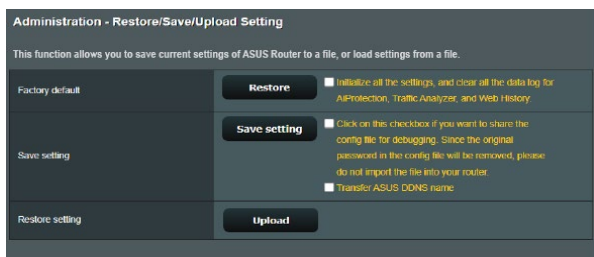 Administration - Restore/Save/Upload Setting
This function allows you to save current settings of ASUS Router to a file, or load settings from a file.
Factory default
Restore
Initialize all the settings, and clear all the data log for
AiProtection, Traffic Analyzer, and Web History
Save setting
Save setting
Click on this checkbox if you want to share the
config file for debugging. Since the original
password in the config file will be removed, please
do not import the file into your router.
Transfer ASUS DDNS name
Restore setting
Upload